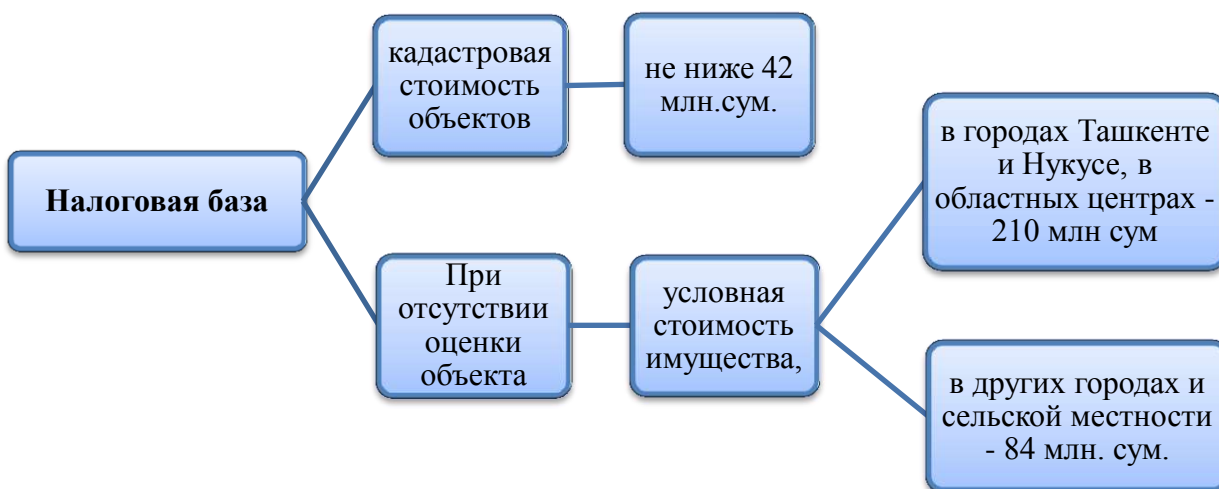 Налоговая база
кадастровая
стоимость
объектов
не ниже 42
млн.сум.
При
отсутствии
оценки
объекта
условная
стоимость
имущества,
в городах Ташкенте
и Нукусе, в
областных центрах -
210 млн сум
в других городах и
сельской местности
- 84 млн. сум.